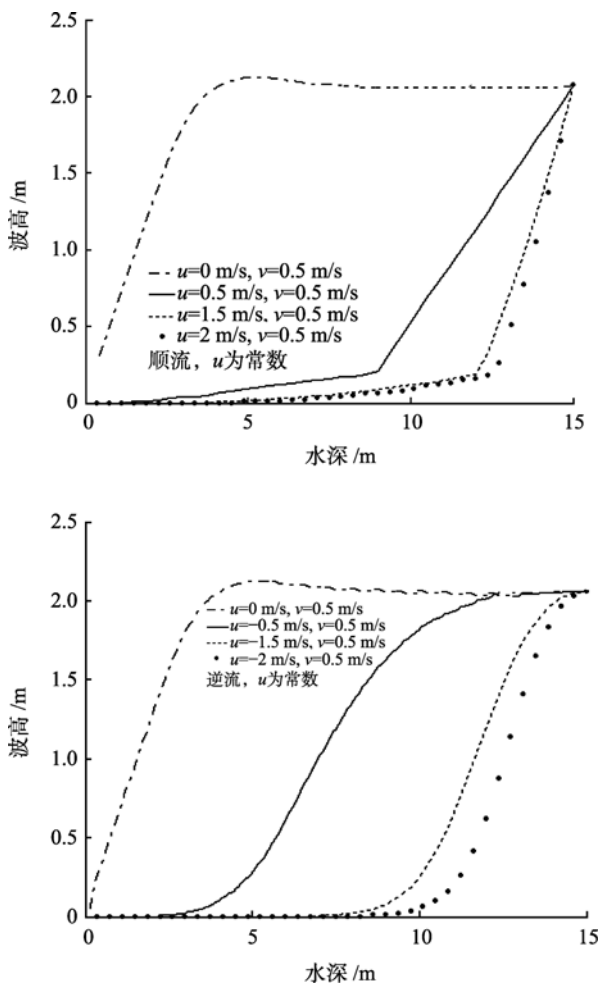 2.5
2.0
1.5
1.0
0.5
0
波高 /m
u=0 m/s, v=0.5 m/s
u=0.5 m/s, v=0.5 m/s
u=1.5 m/s, v=0.5 m/s
u=2 m/s, v=0.5 m/s
顺流，u为常数
0 5 10 15
水深 /m
2.5
2.0
1.5
1.0
0.5
0
波高 /m
u=0 m/s, v=0.5 m/s
u=−0.5 m/s, v=0.5 m/s
u=−1.5 m/s, v=0.5 m/s
u=−2 m/s, v=0.5 m/s
逆流，u为常数
0 5 10 15
水深 /m